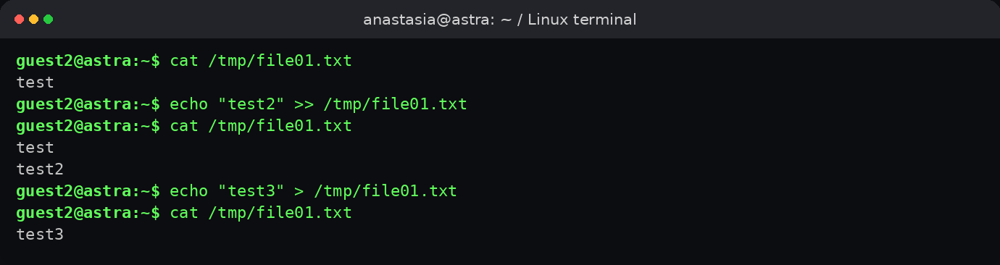 anastasia@astra: ~ / Linux terminal
guest2@astra:~$ cat /tmp/file01.txt
test
guest2@astra:~$ echo "test2" >> /tmp/file01.txt
guest2@astra:~$ cat /tmp/file01.txt
test
test2
guest2@astra:~$ echo "test3" > /tmp/file01.txt
guest2@astra:~$ cat /tmp/file01.txt
test3